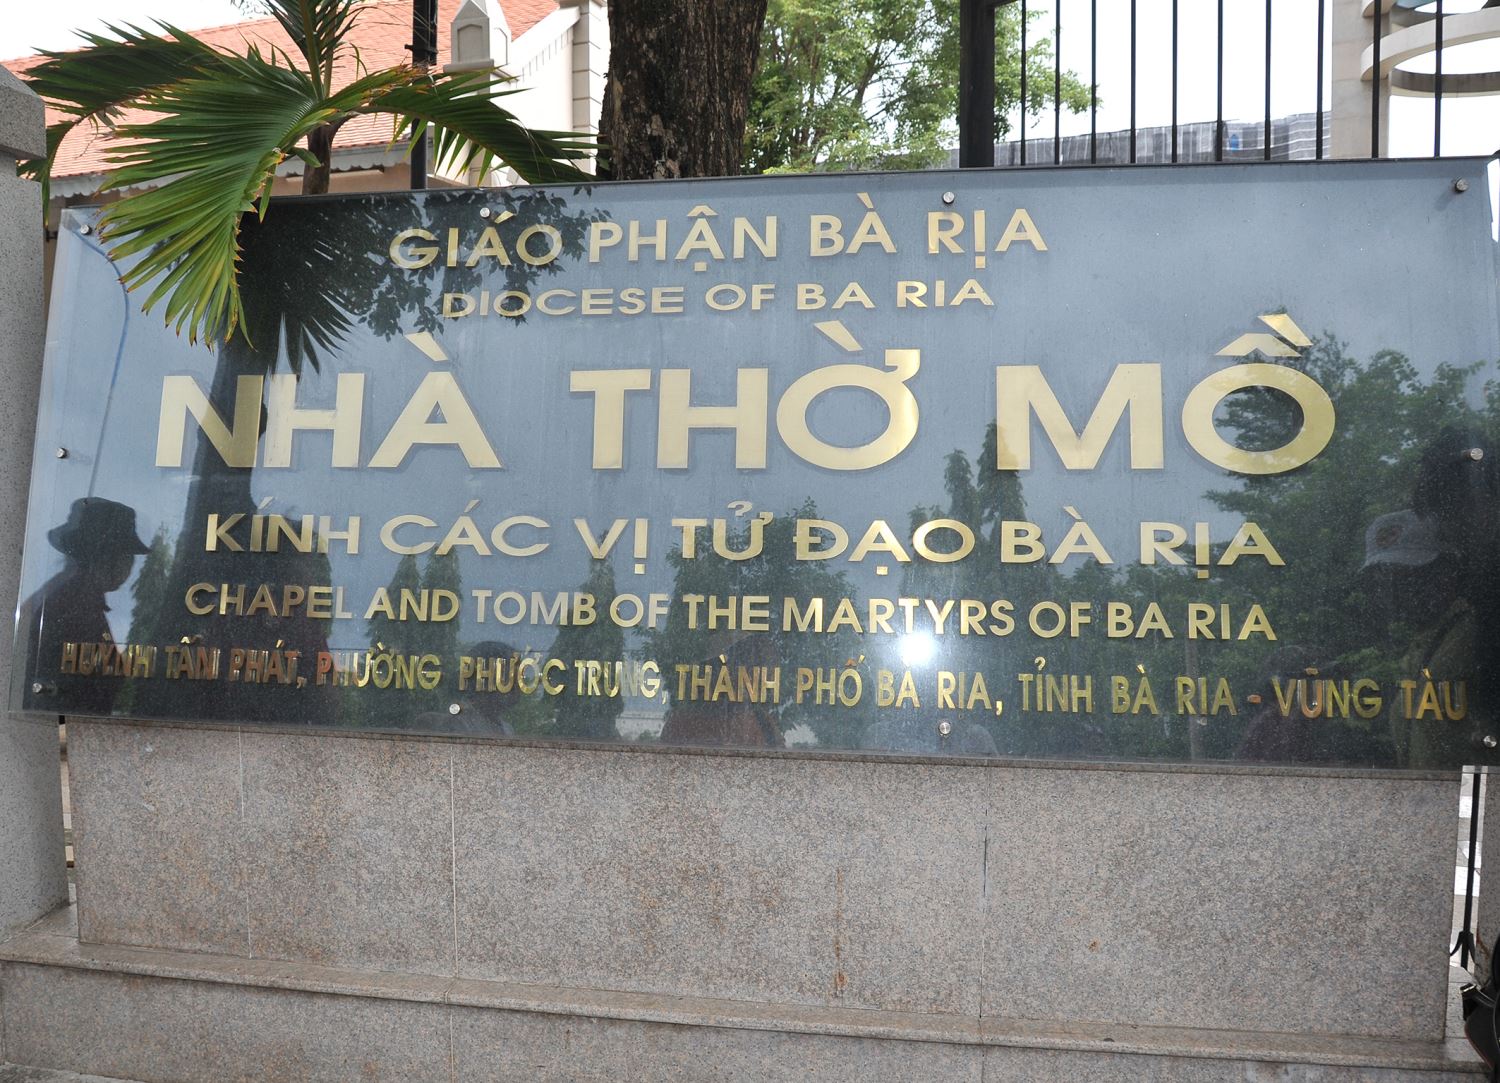 GIÁO PHẬN BÀ RỊA
DIOCESE OF BA RIA
NHÀ THỜ MỒ
KÍNH CÁC VỊ TỬ ĐẠO BÀ RỊA
CHAPEL AND TOMB OF THE MARTYRS OF BA RIA
HUỲNH TẤN PHÁT, PHƯỜNG PHƯỚC TRUNG, THÀNH PHỐ BÀ RIA, TỈNH BÀ RIA - VŨNG TÀU